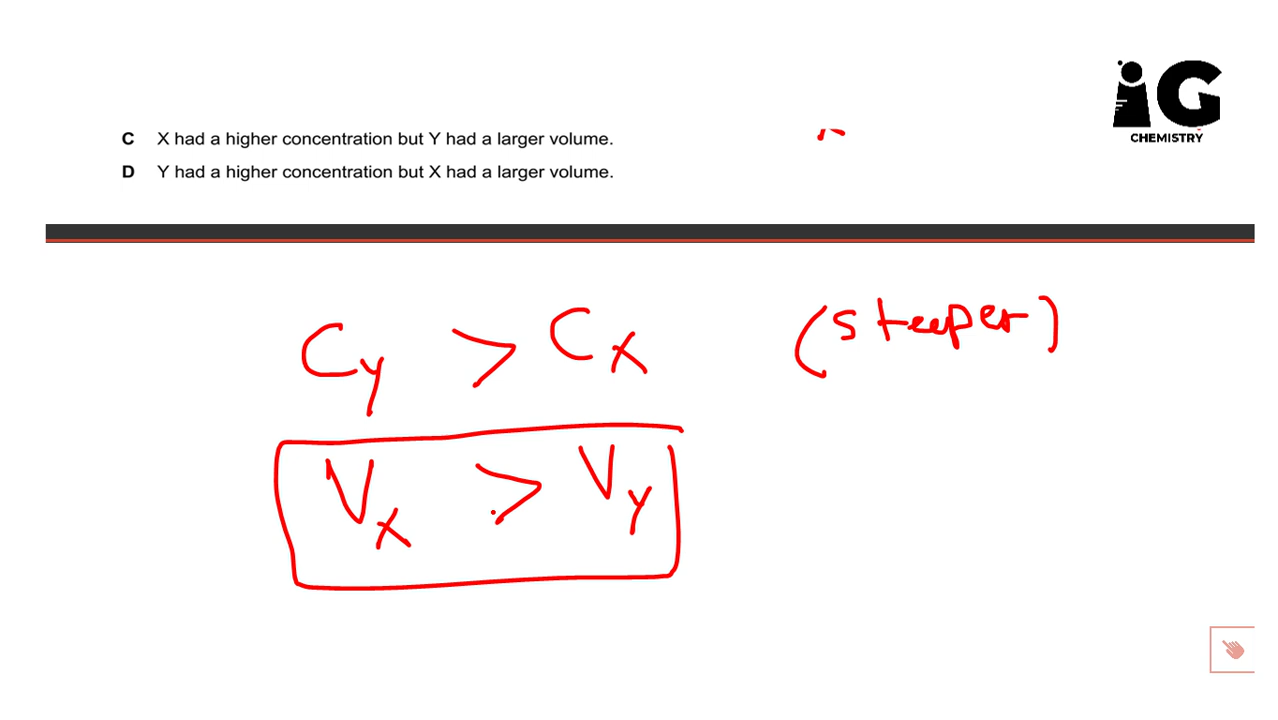 iG
CHEMISTRY
C X had a higher concentration but Y had a larger volume.
D Y had a higher concentration but X had a larger volume.
Cy > Cx (steeper)
Vx > Vy